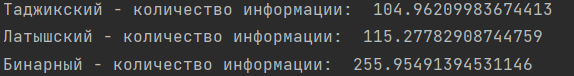 Таджикский - количество информации:  104.96209983674413
Латышский - количество информации:  115.27782908744759
Бинарный - количество информации:  255.95491394531146